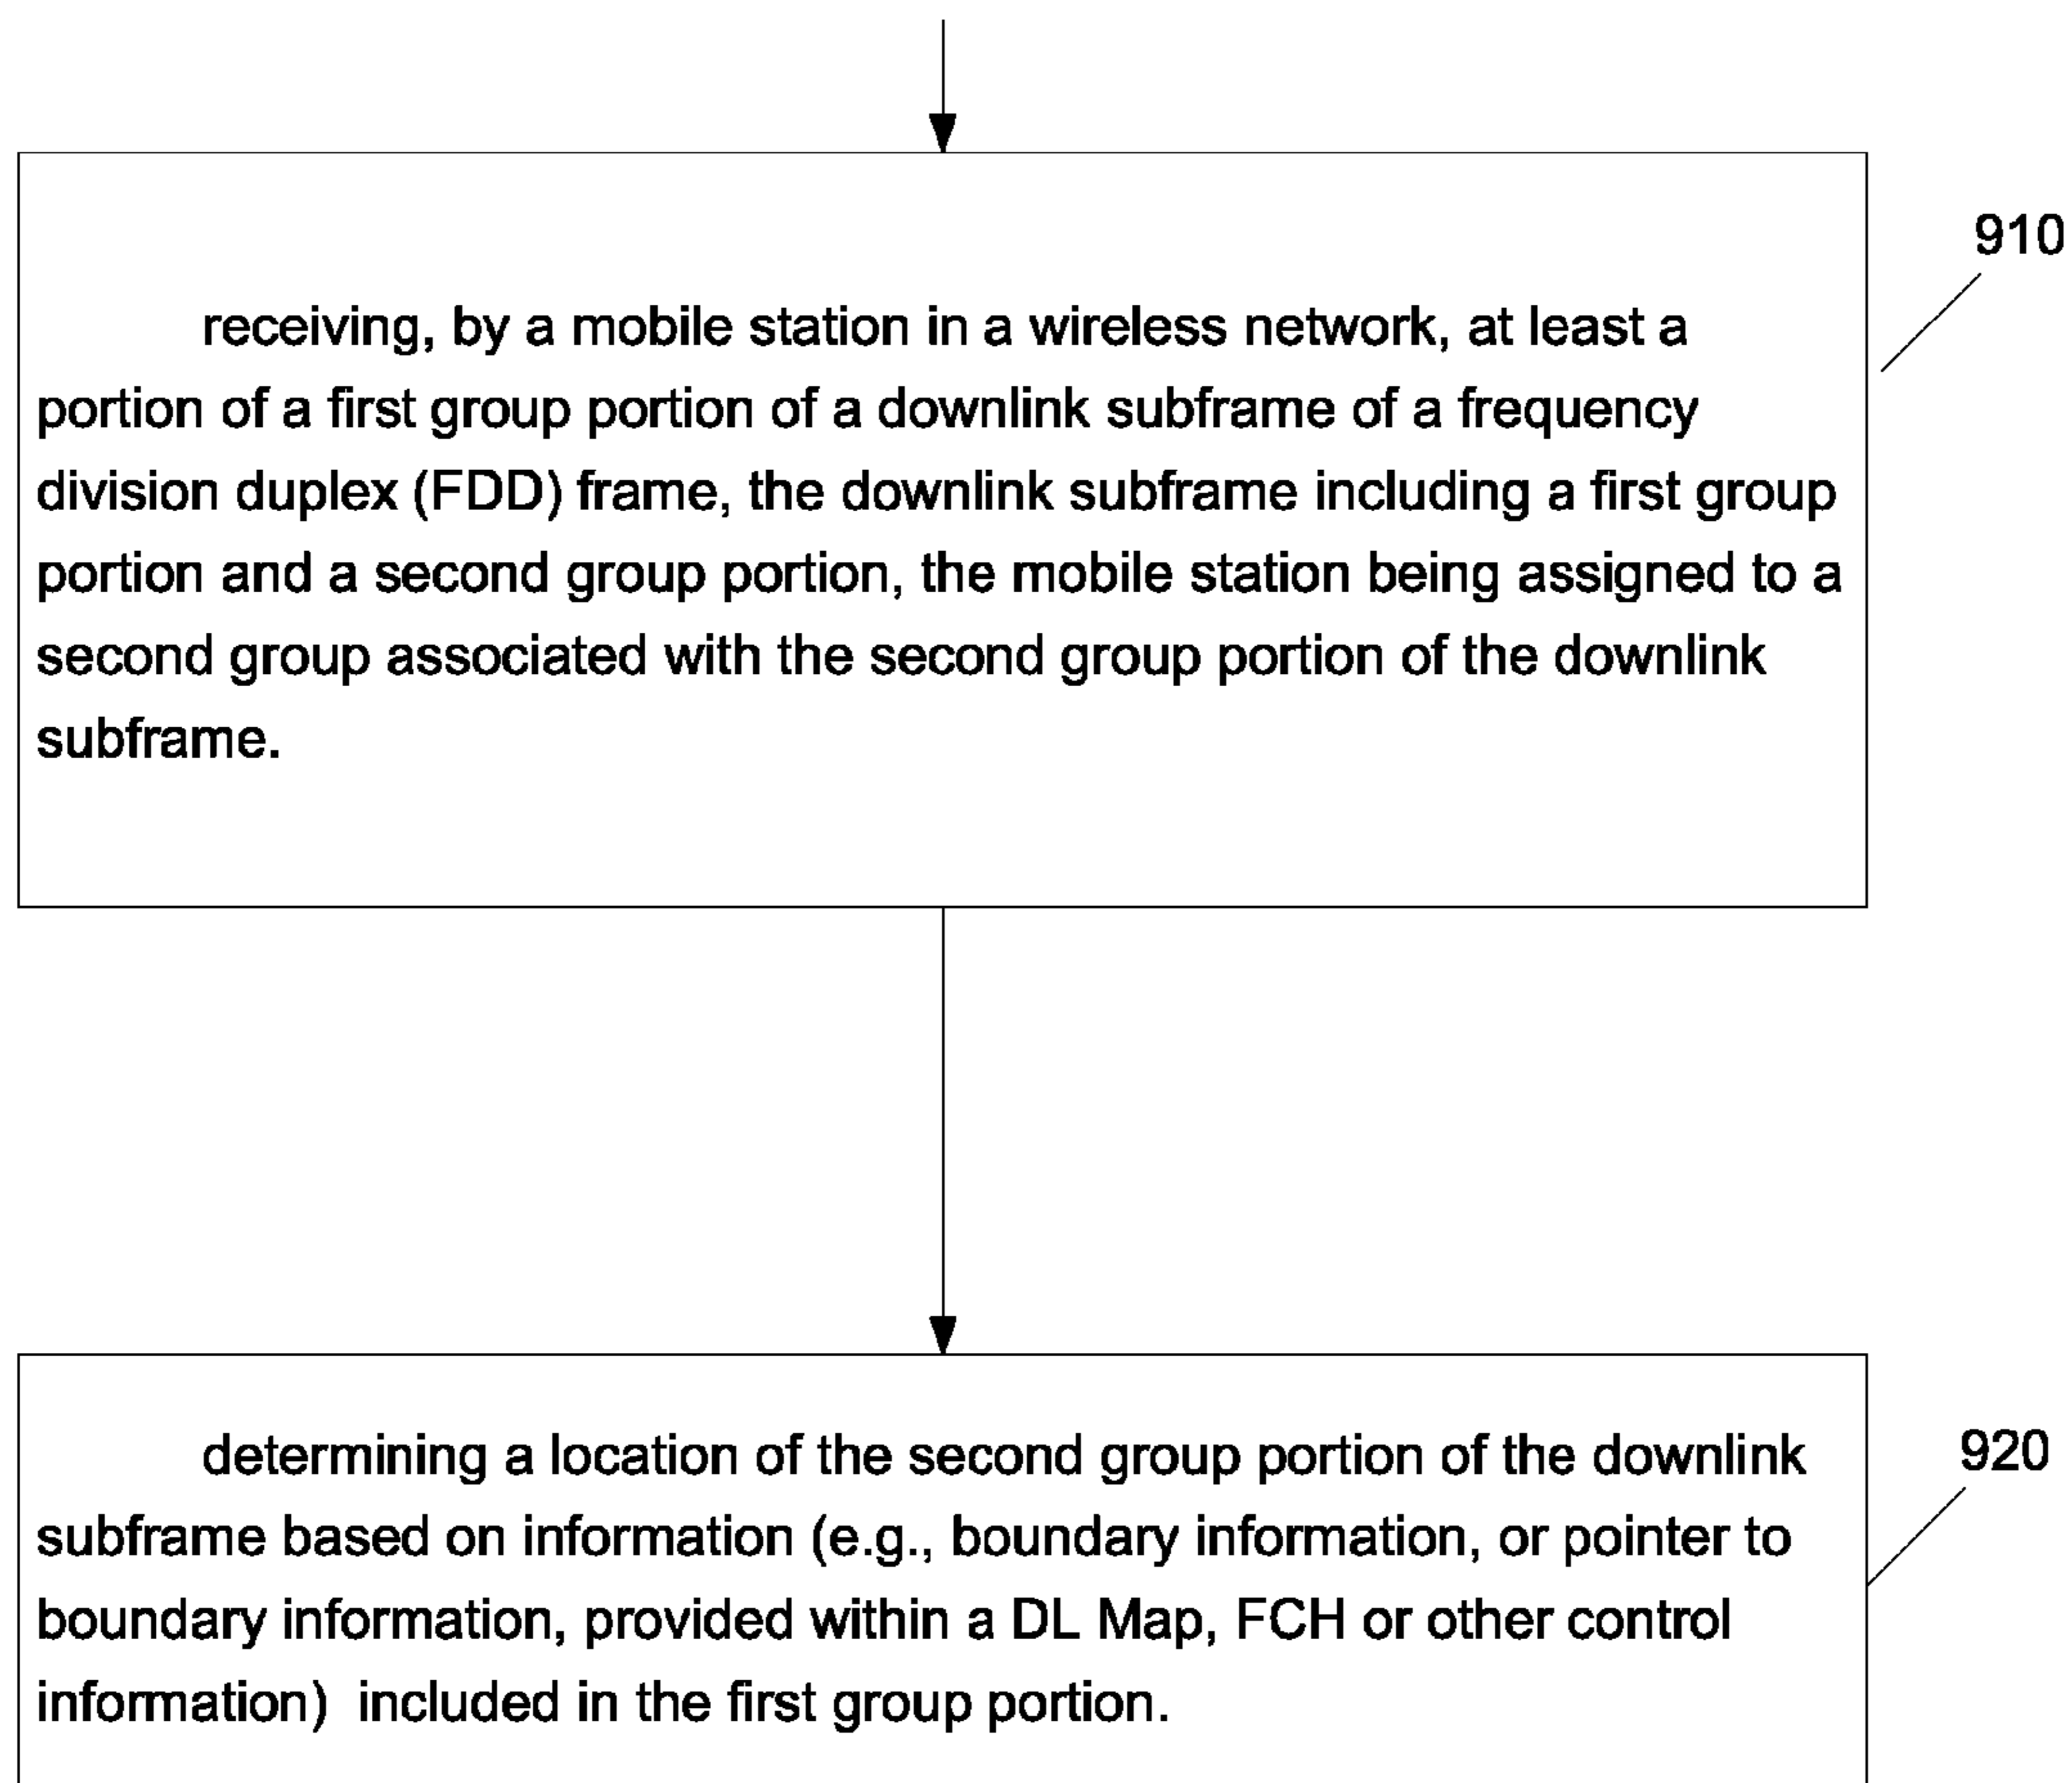 910
receiving, by a mobile station in a wireless network, at least a
portion of a first group portion of a downlink subframe of a frequency
division duplex (FDD) frame, the downlink subframe including a first group
portion and a second group portion, the mobile station being assigned to a
second group associated with the second group portion of the downlink
subframe.
920
determining a location of the second group portion of the downlink
subframe based on information (e.g., boundary information, or pointer to
boundary information, provided within a DL Map, FCH or other control
information) included in the first group portion.